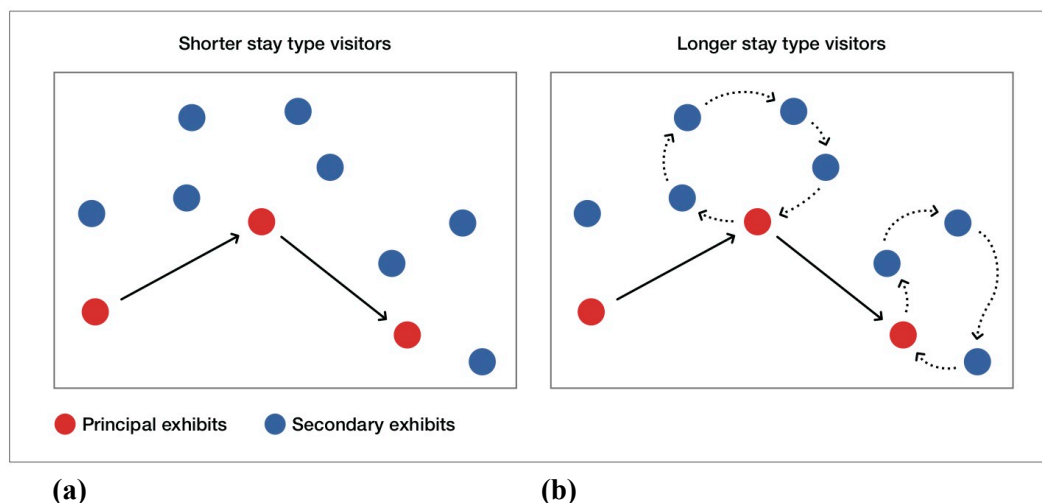 Shorter stay type visitors
Longer stay type visitors
Principal exhibits
Secondary exhibits
(a)
(b)